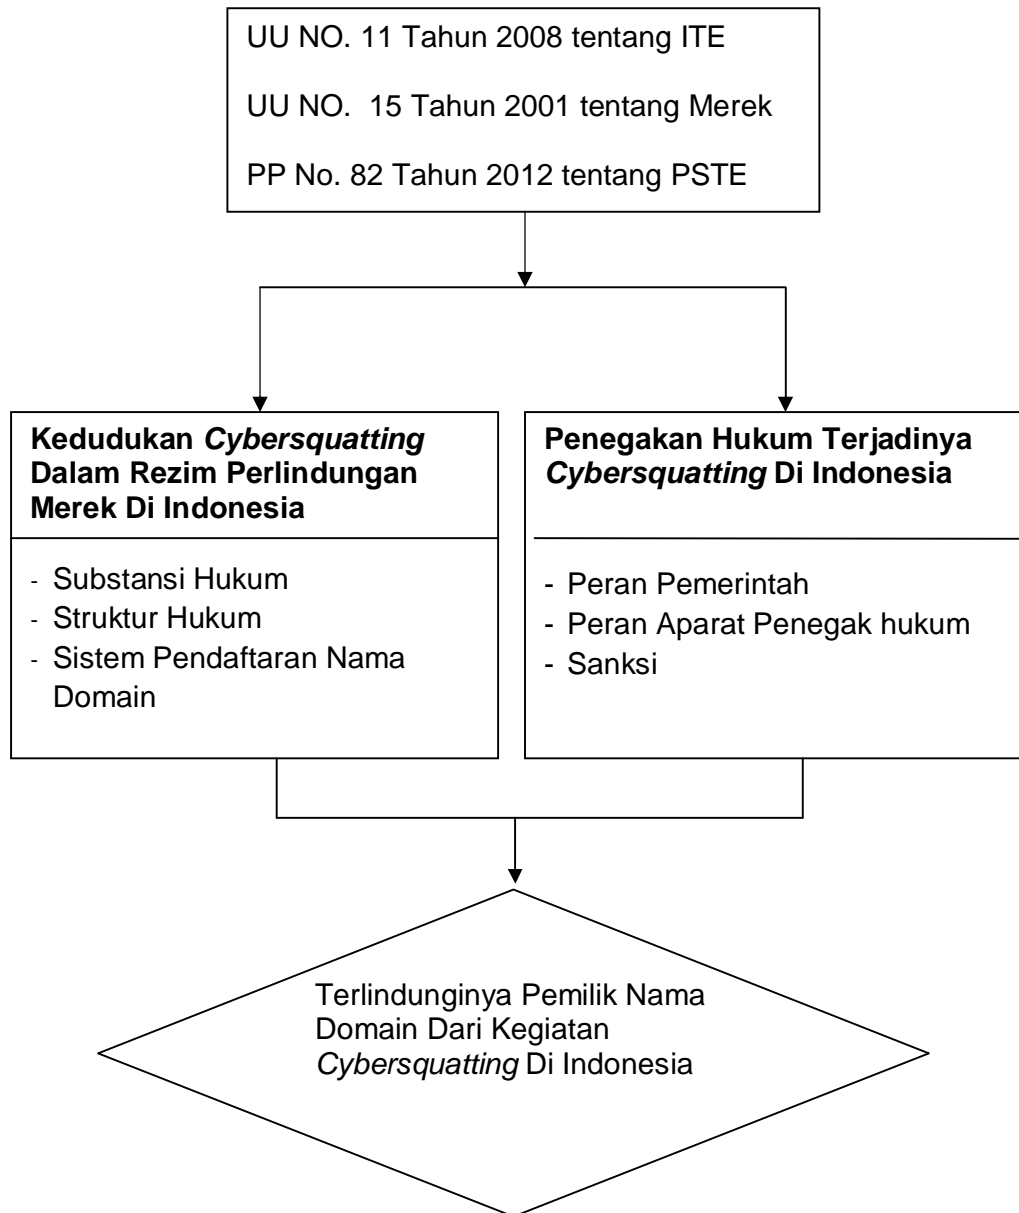 UU NO. 11 Tahun 2008 tentang ITE
UU NO. 15 Tahun 2001 tentang Merek
PP No. 82 Tahun 2012 tentang PSTE
Kedudukan Cybersquatting
Dalam Rezim Perlindungan
Merek Di Indonesia
- Substansi Hukum
- Struktur Hukum
- Sistem Pendaftaran Nama
Domain
Penegakan Hukum Terjadinya
Cybersquatting Di Indonesia
- Peran Pemerintah
- Peran Aparat Penegak hukum
- Sanksi
Terlindunginya Pemilik Nama
Domain Dari Kegiatan
Cybersquatting Di Indonesia